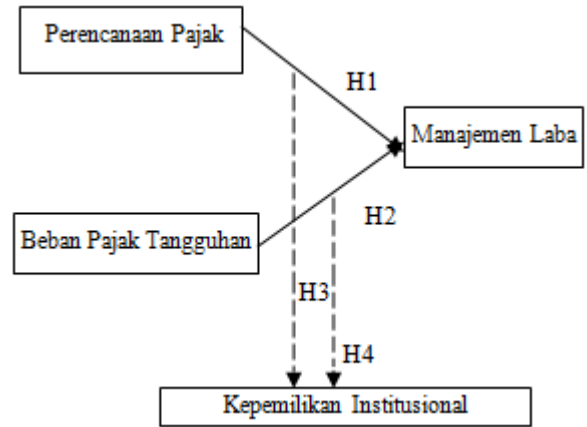 Perencanaan Pajak
H1
Manajemen Laba
Beban Pajak Tangguhan
H2
H3
H4
Kepemilikan Institusional